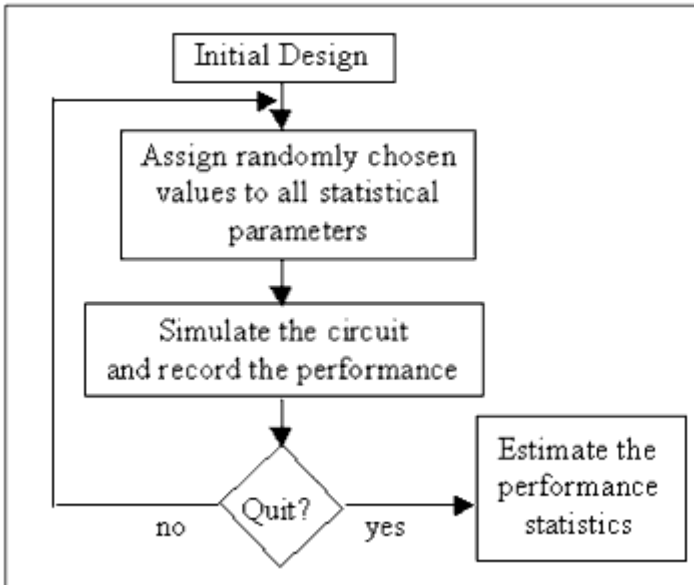 Initial Design
Assign randomly chosen
values to all statistical
parameters
Simulate the circuit
and record the performance
Quit?
no
yes
Estimate the
performance
statistics